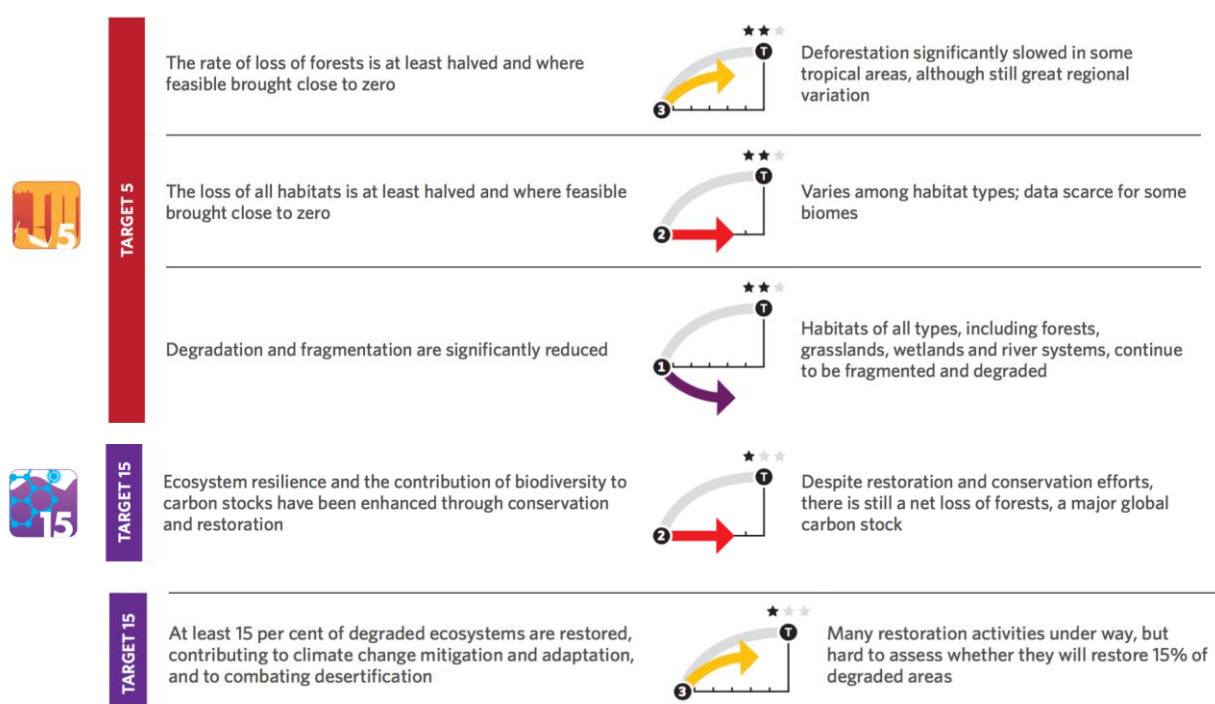 TARGET 5
5
The rate of loss of forests is at least halved and where
feasible brought close to zero
T
3
Deforestation significantly slowed in some
tropical areas, although still great regional
variation
The loss of all habitats is at least halved and where feasible
brought close to zero
T
2
Varies among habitat types; data scarce for some
biomes
Degradation and fragmentation are significantly reduced
T
1
Habitats of all types, including forests,
grasslands, wetlands and river systems, continue
to be fragmented and degraded
15
TARGET 15
Ecosystem resilience and the contribution of biodiversity to
carbon stocks have been enhanced through conservation
and restoration
T
2
Despite restoration and conservation efforts,
there is still a net loss of forests, a major global
carbon stock
TARGET 15
At least 15 per cent of degraded ecosystems are restored,
contributing to climate change mitigation and adaptation,
and to combating desertification
T
3
Many restoration activities under way, but
hard to assess whether they will restore 15% of
degraded areas